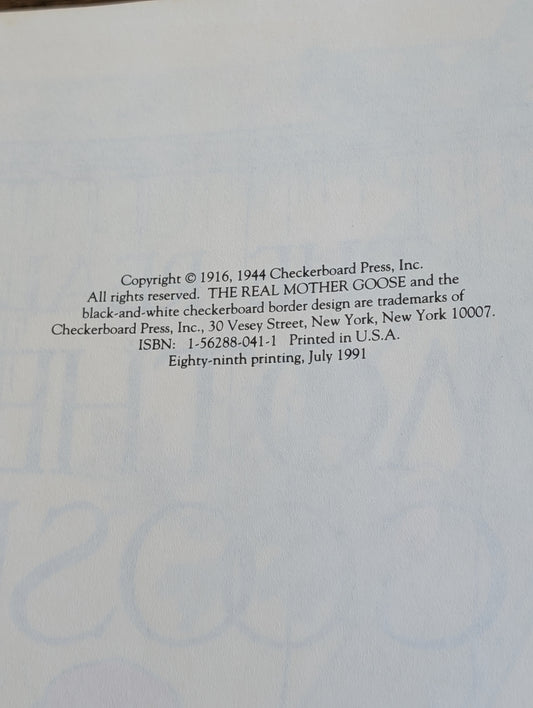 Copyright © 1916, 1944 Checkerboard Press, Inc.
All rights reserved. THE REAL MOTHER GOOSE and the
black-and-white checkerboard border design are trademarks of
Checkerboard Press, Inc., 30 Vesey Street, New York, New York 10007.
ISBN: 1-56288-041-1 Printed in U.S.A.
Eighty-ninth printing, July 1991